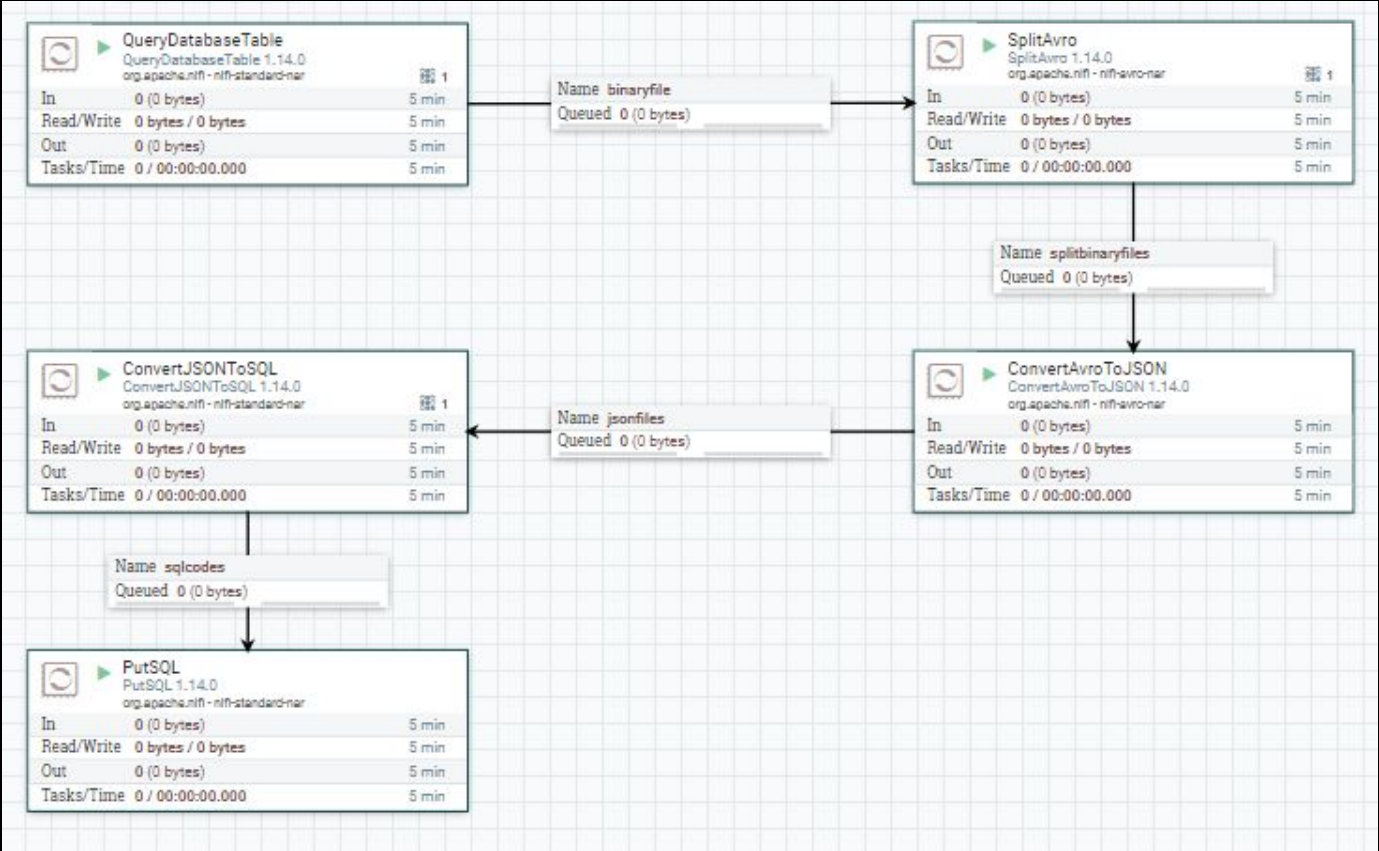 QueryDatabaseTable
QueryDatabaseTable 1.14.0
org.apache.nifi - nifi-standard-nar
1
In 0 (0 bytes) 5 min
Read/Write 0 bytes / 0 bytes 5 min
Out 0 (0 bytes) 5 min
Tasks/Time 0 / 00:00:00.000 5 min
Name binaryfile
Queued 0 (0 bytes)
SplitAvro
SplitAvro 1.14.0
org.apache.nifi - nifi-avro-nar
1
In 0 (0 bytes) 5 min
Read/Write 0 bytes / 0 bytes 5 min
Out 0 (0 bytes) 5 min
Tasks/Time 0 / 00:00:00.000 5 min
Name splitbinaryfiles
Queued 0 (0 bytes)
ConvertAvroToJSON
ConvertAvroToJSON 1.14.0
org.apache.nifi - nifi-avro-nar
In 0 (0 bytes) 5 min
Read/Write 0 bytes / 0 bytes 5 min
Out 0 (0 bytes) 5 min
Tasks/Time 0 / 00:00:00.000 5 min
Name jsonfiles
Queued 0 (0 bytes)
ConvertJSONToSQL
ConvertJSONToSQL 1.14.0
org.apache.nifi - nifi-standard-nar
1
In 0 (0 bytes) 5 min
Read/Write 0 bytes / 0 bytes 5 min
Out 0 (0 bytes) 5 min
Tasks/Time 0 / 00:00:00.000 5 min
Name sqlcodes
Queued 0 (0 bytes)
PutSQL
PutSQL 1.14.0
org.apache.nifi - nifi-standard-nar
In 0 (0 bytes) 5 min
Read/Write 0 bytes / 0 bytes 5 min
Out 0 (0 bytes) 5 min
Tasks/Time 0 / 00:00:00.000 5 min